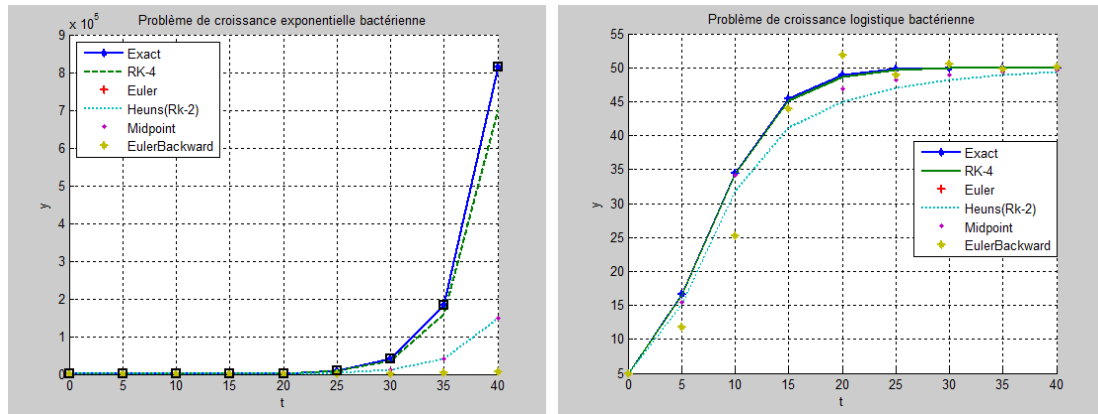 Problème de croissance exponentielle bactérienne
x 10^5
9
8
7
6
5
4
3
2
1
0
y
Exact
RK-4
Euler
Heuns(Rk-2)
Midpoint
EulerBackward
0 5 10 15 20 25 30 35 40
t
Problème de croissance logistique bactérienne
55
50
45
40
35
30
25
20
15
10
5
y
Exact
RK-4
Euler
Heuns(Rk-2)
Midpoint
EulerBackward
0 5 10 15 20 25 30 35 40
t